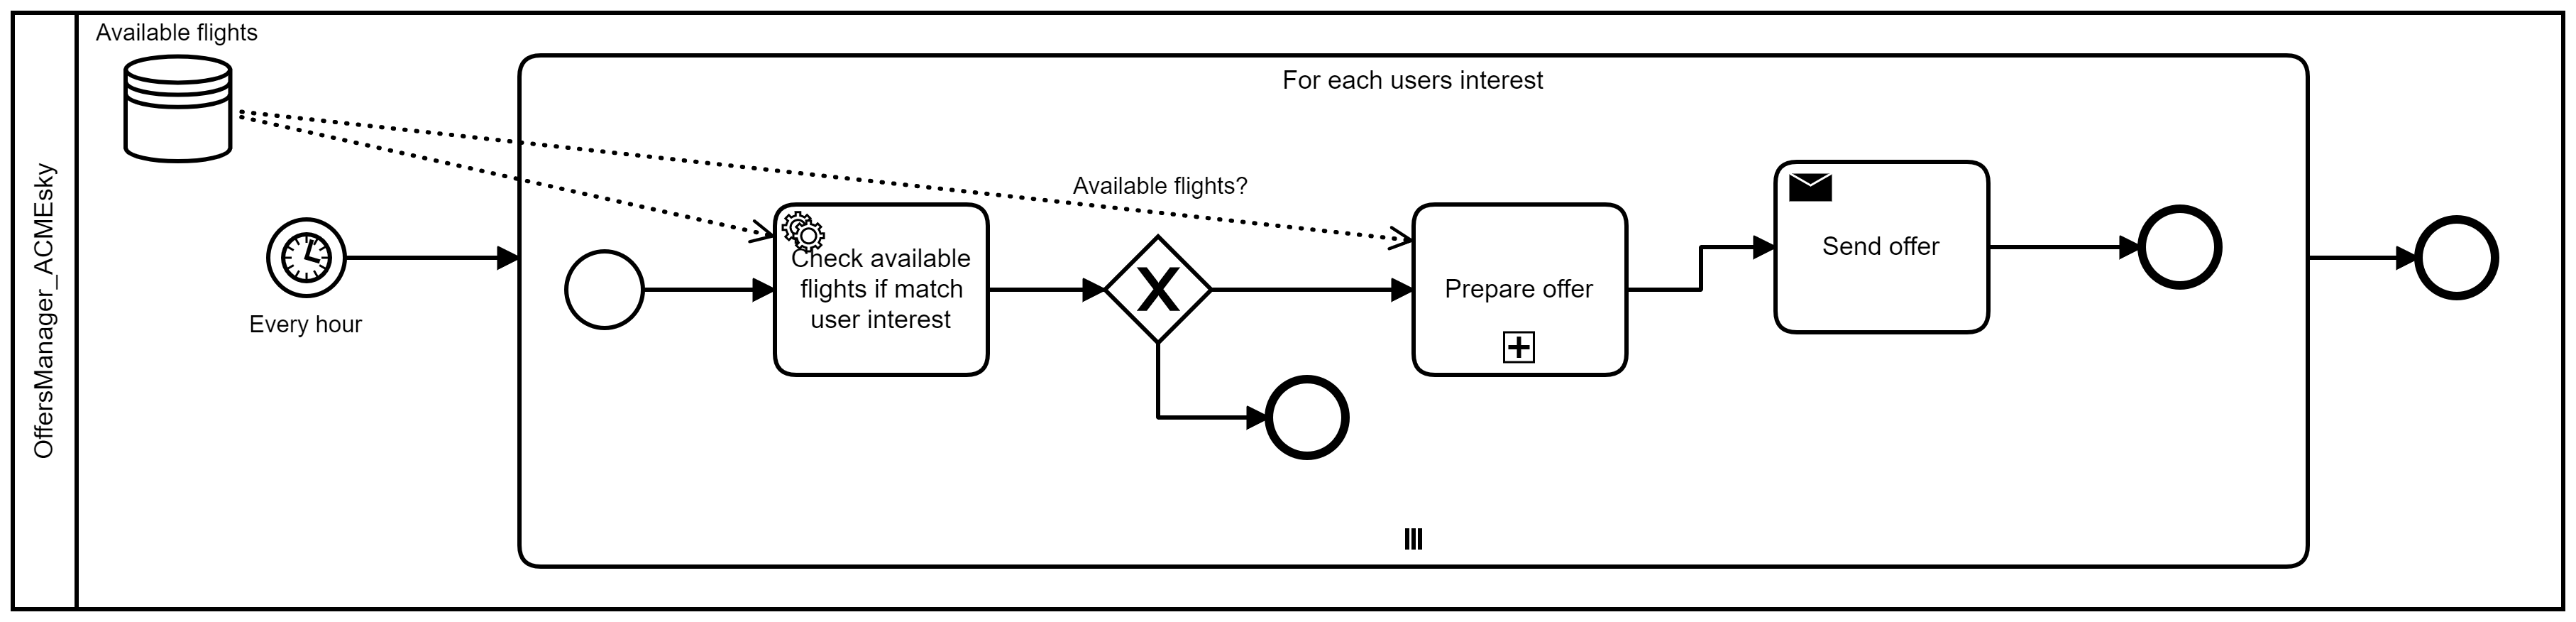 OffersManager_ACMEsky
Available flights
Every hour
For each users interest
Check available
flights if match
user interest
Available flights?
Prepare offer
Send offer